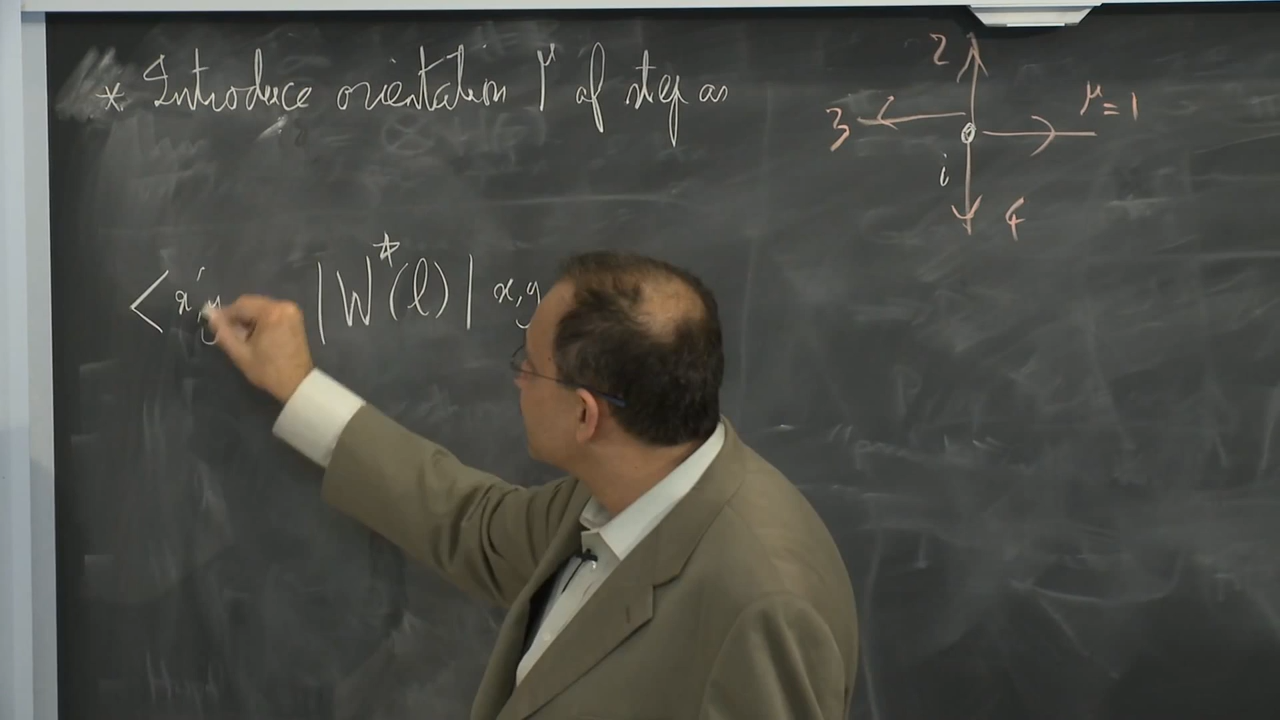 * Introduce orientation μ of step as
2
3
μ=1
i
4
<x',y |W*(l)|x,y